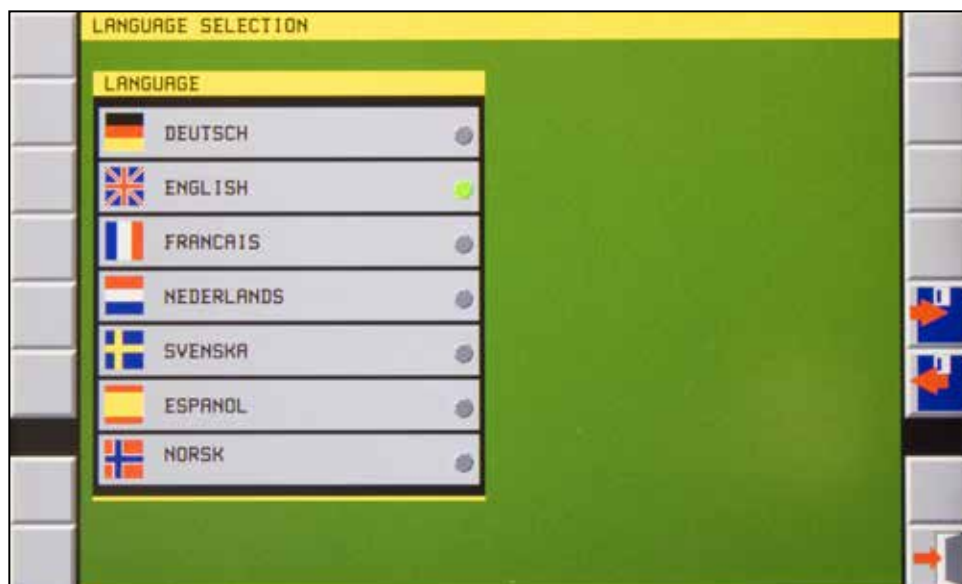 LANGUAGE SELECTION
LANGUAGE
DEUTSCH
ENGLISH
FRANCAIS
NEDERLANDS
SVENSKA
ESPANOL
NORSK